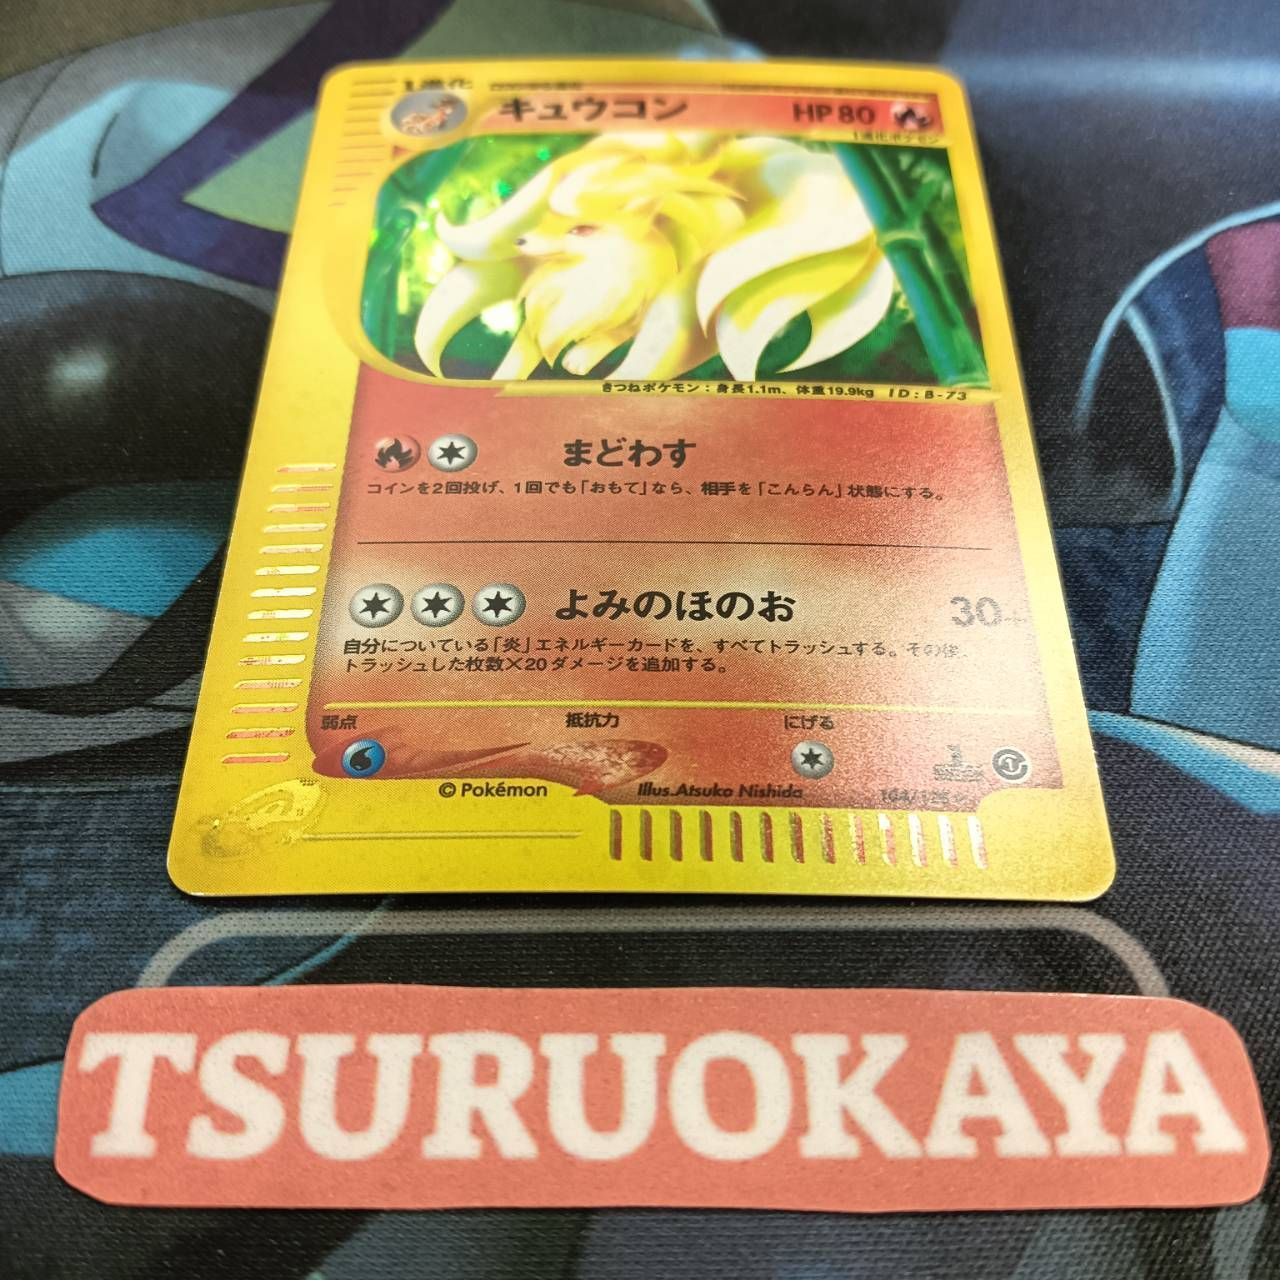 1進化
キュウコン HP 80
1進化ポケモン
きつねポケモン：身長1.1m、体重19.9kg ID：B-73
まどわす
コインを2回投げ、1回でも「おもて」なら、相手を「こんらん」状態にする。
よみのほのお 30+
自分についている「炎」エネルギーカードを、すべてトラッシュする。その後、
トラッシュした枚数×20ダメージを追加する。
弱点 抵抗力 にげる
© Pokémon Illus.Atsuko Nishida
TSURUOKAYA